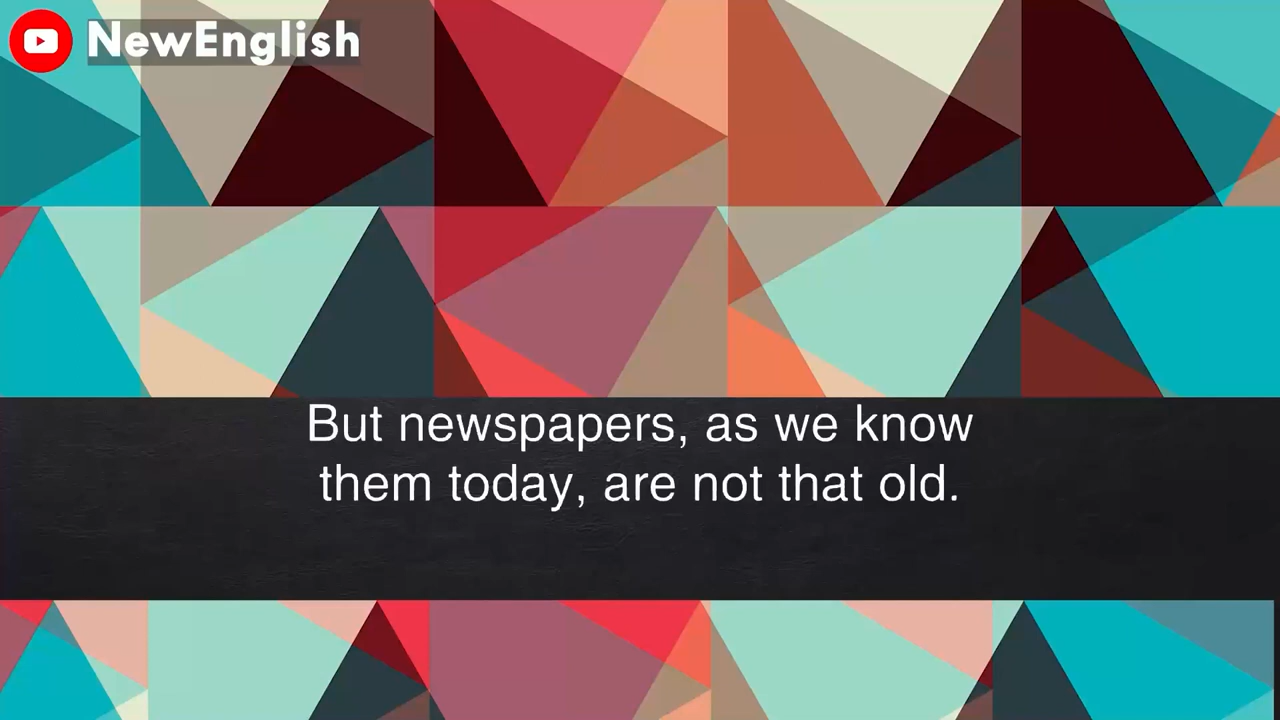 NewEnglish
But newspapers, as we know
them today, are not that old.